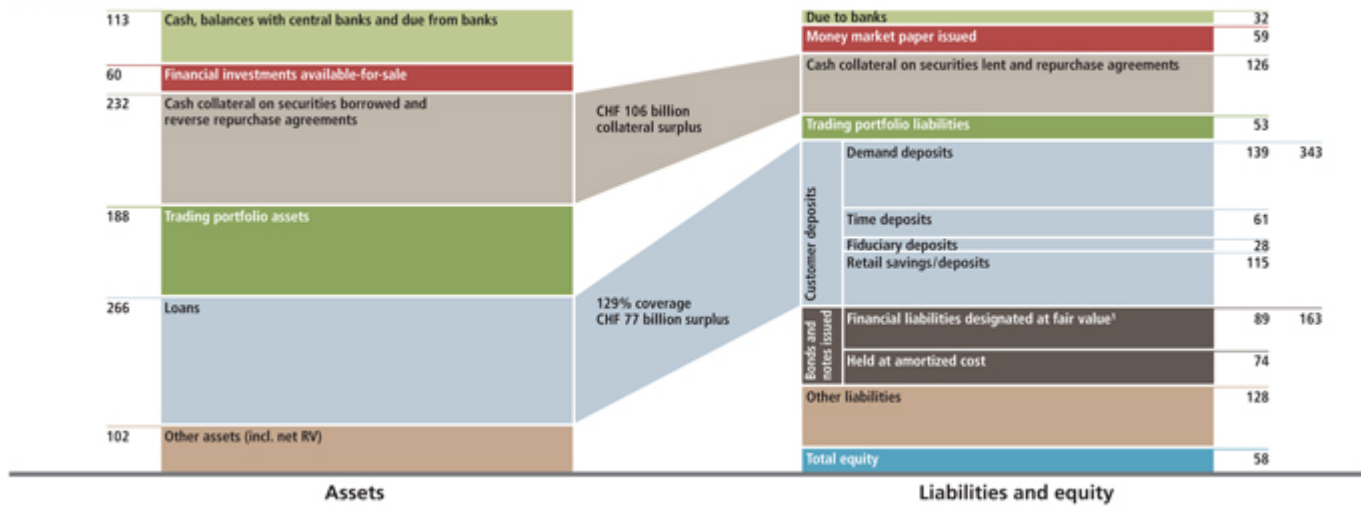 113 Cash, balances with central banks and due from banks
60 Financial investments available-for-sale
232 Cash collateral on securities borrowed and
reverse repurchase agreements
188 Trading portfolio assets
266 Loans
102 Other assets (incl. net RV)
Assets
CHF 106 billion
collateral surplus
129% coverage
CHF 77 billion surplus
Due to banks 32
Money market paper issued 59
Cash collateral on securities lent and repurchase agreements 126
Trading portfolio liabilities 53
Customer deposits
Demand deposits 139 343
Time deposits 61
Fiduciary deposits 28
Retail savings/deposits 115
Bonds and
notes issued
Financial liabilities designated at fair value¹ 89 163
Held at amortized cost 74
Other liabilities 128
Total equity 58
Liabilities and equity